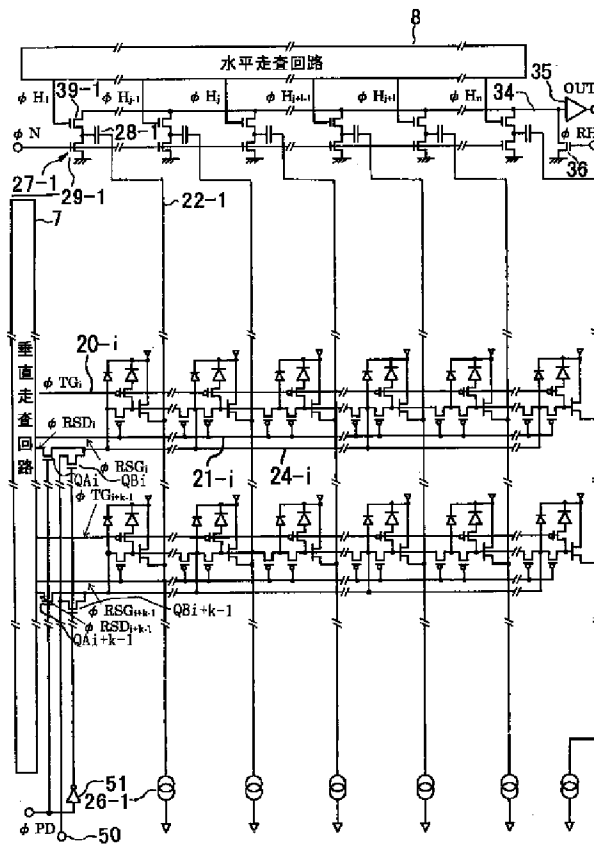 8
水平走査回路
39-1
φ H1
φ Hj-1
φ Hj
φ Hj+1-1
φ Hj+1
φ Hn
34
35
OUT
φ N
28-1
φ RH
36
27-1
29-1
22-1
7
垂直走査回路
20-i
φ TGi
φ RSDi
φ RSGi
21-i
24-i
QAi
QBi
φ TGi+k-1
φ RSGi+k-1
QBi+k-1
φ RSDi+k-1
QAi+k-1
51
26-1
φ PD
50